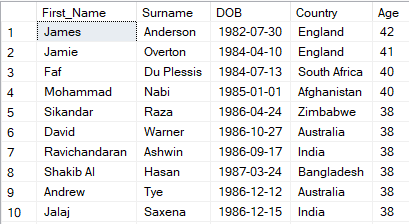 First_Name Surname DOB Country Age
1 James Anderson 1982-07-30 England 42
2 Jamie Overton 1984-04-10 England 41
3 Faf Du Plessis 1984-07-13 South Africa 40
4 Mohammad Nabi 1985-01-01 Afghanistan 40
5 Sikandar Raza 1986-04-24 Zimbabwe 38
6 David Warner 1986-10-27 Australia 38
7 Ravichandaran Ashwin 1986-09-17 India 38
8 Shakib Al Hasan 1987-03-24 Bangladesh 38
9 Andrew Tye 1986-12-12 Australia 38
10 Jalaj Saxena 1986-12-15 India 38